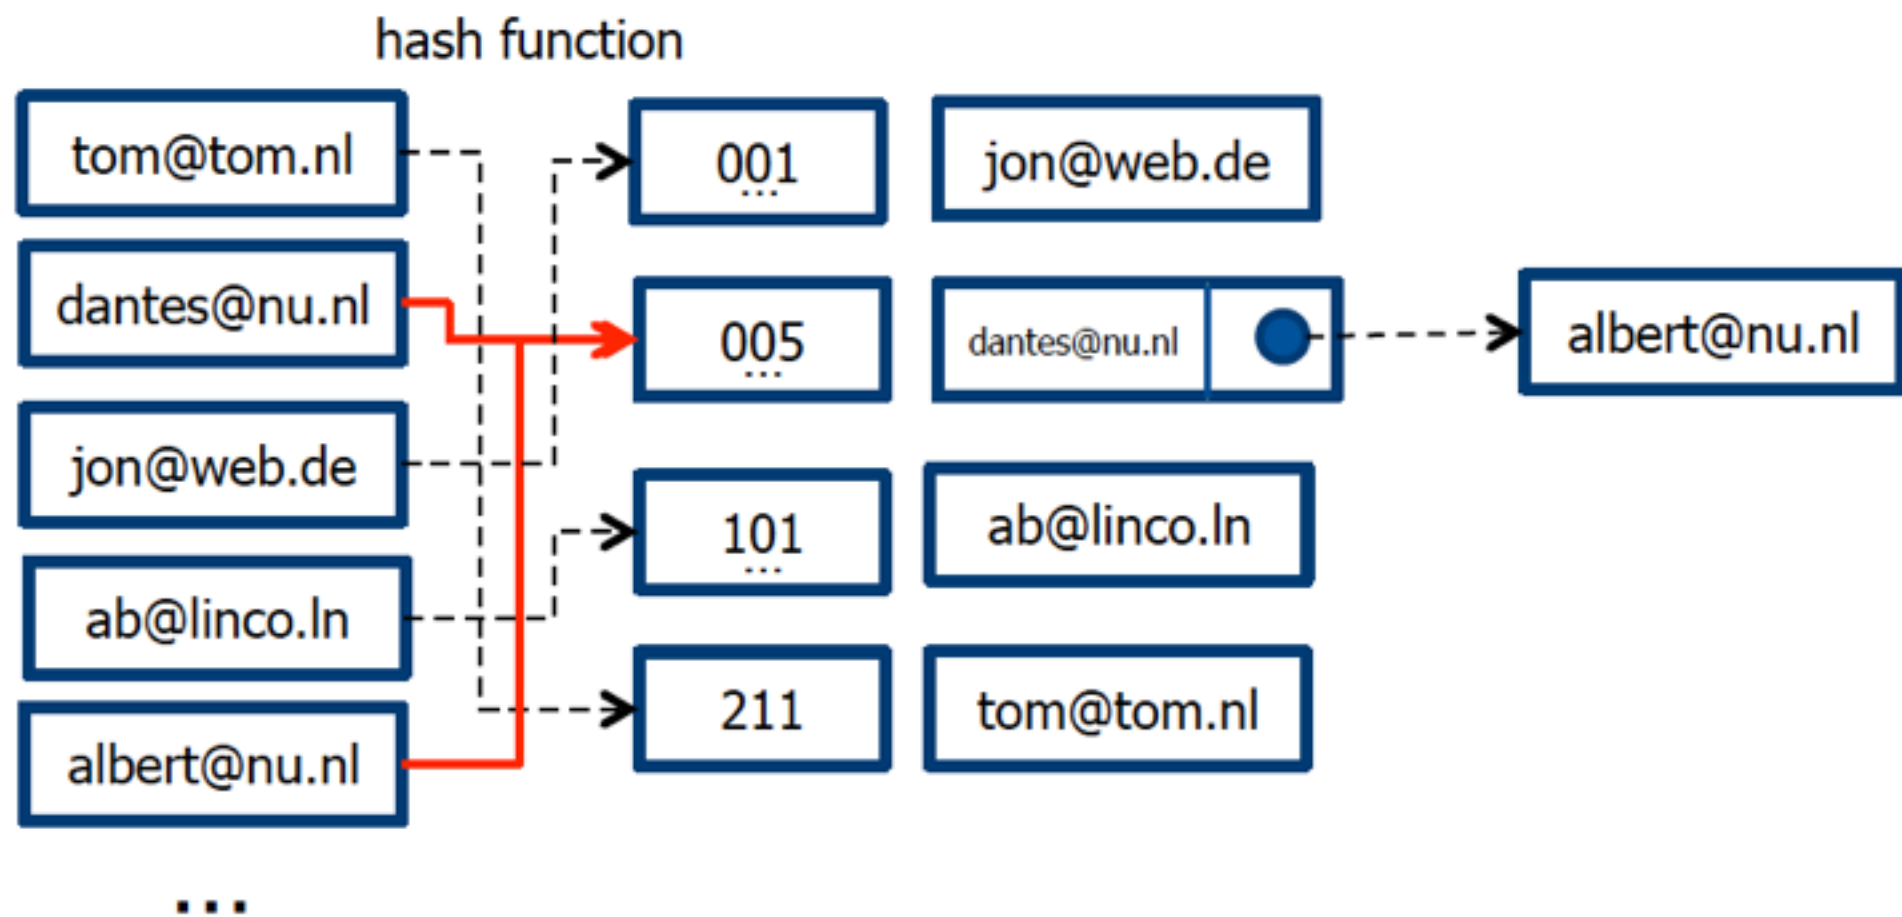 hash function
tom@tom.nl
dantes@nu.nl
jon@web.de
ab@linco.ln
albert@nu.nl
...
001
...
005
...
101
...
211
jon@web.de
dantes@nu.nl
albert@nu.nl
ab@linco.ln
tom@tom.nl